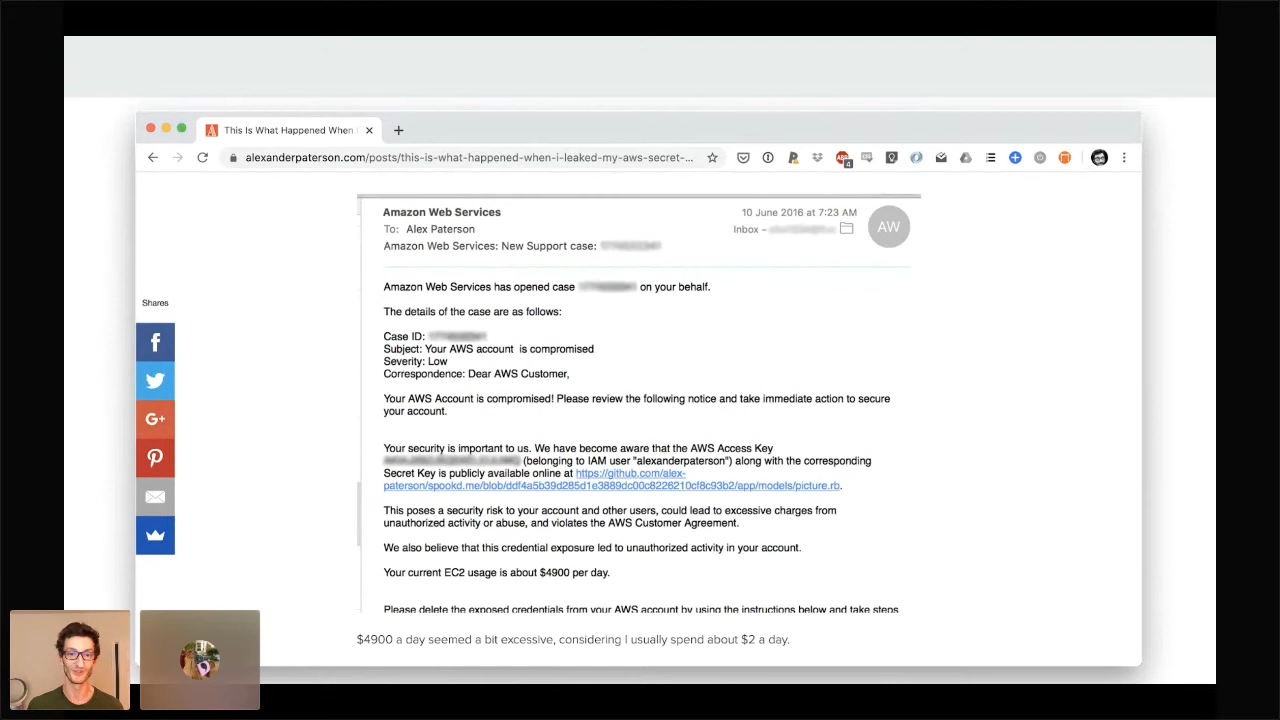 This Is What Happened When
alexanderpaterson.com/posts/this-is-what-happened-when-i-leaked-my-aws-secret-...
4
Amazon Web Services
10 June 2016 at 7:23 AM
AW
To: Alex Paterson
Inbox –
Amazon Web Services: New Support case:
Amazon Web Services has opened case on your behalf.
The details of the case are as follows:
Shares
Case ID:
Subject: Your AWS account is compromised
Severity: Low
Correspondence: Dear AWS Customer,
Your AWS Account is compromised! Please review the following notice and take immediate action to secure
your account.
Your security is important to us. We have become aware that the AWS Access Key
(belonging to IAM user "alexanderpaterson") along with the corresponding
Secret Key is publicly available online at https://github.com/alex-
paterson/spookd.me/blob/ddf4a5b39d285d1e3889dc00c8226210cf8c93b2/app/models/picture.rb.
This poses a security risk to your account and other users, could lead to excessive charges from
unauthorized activity or abuse, and violates the AWS Customer Agreement.
We also believe that this credential exposure led to unauthorized activity in your account.
Your current EC2 usage is about $4900 per day.
Please delete the exposed credentials from your AWS account by using the instructions below and take steps
$4900 a day seemed a bit excessive, considering I usually spend about $2 a day.